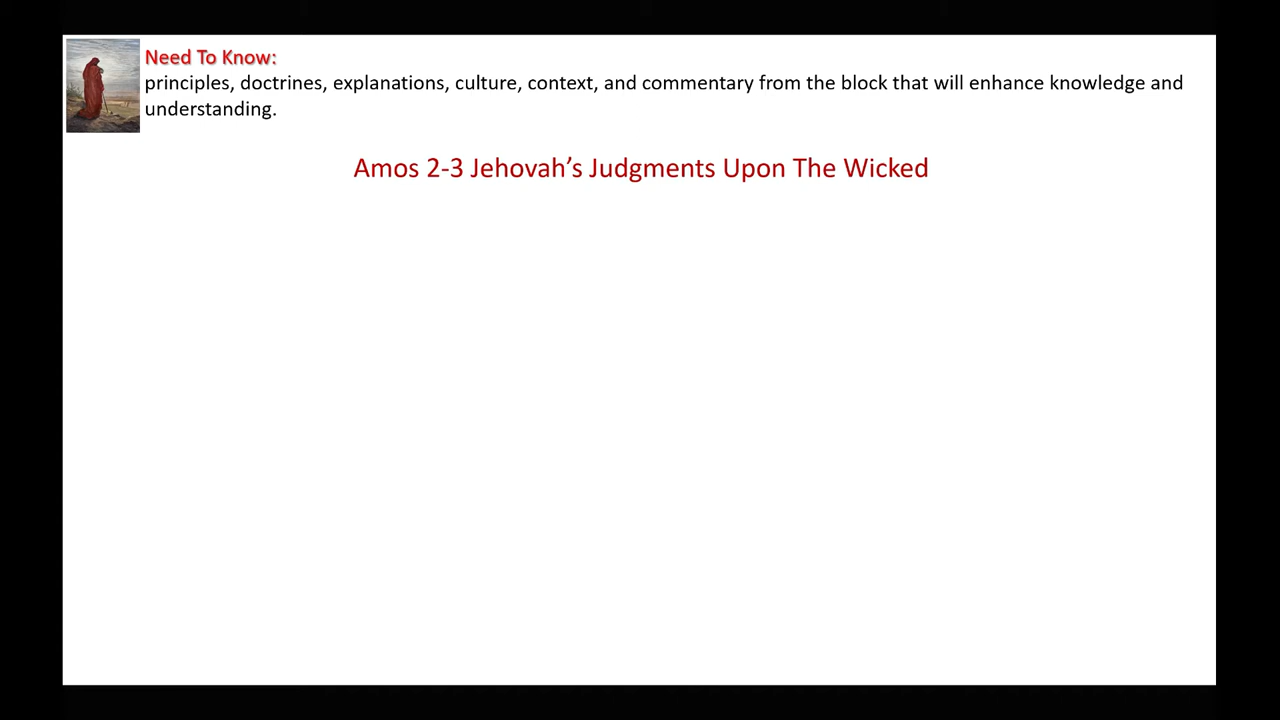 Need To Know:
principles, doctrines, explanations, culture, context, and commentary from the block that will enhance knowledge and
understanding.
Amos 2-3 Jehovah’s Judgments Upon The Wicked